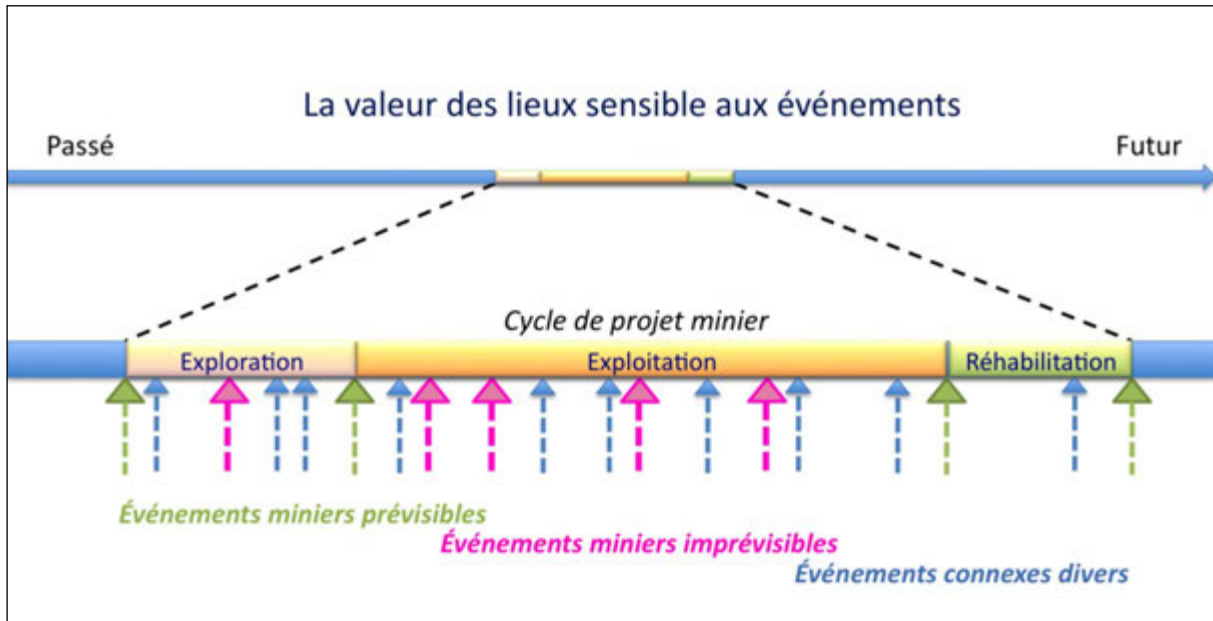 La valeur des lieux sensible aux événements
Passé
Futur
Cycle de projet minier
Exploration
Exploitation
Réhabilitation
Événements miniers prévisibles
Événements miniers imprévisibles
Événements connexes divers